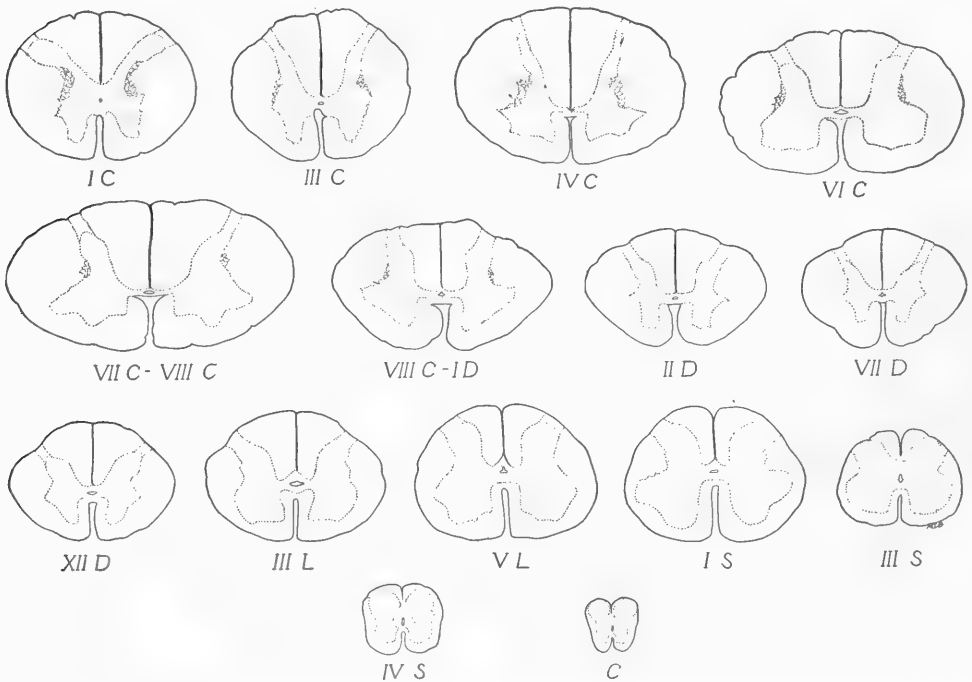 I C
III C
IV C
VI C
VII C - VIII C
VIII C - I D
II D
VII D
XII D
III L
V L
I S
III S
IV S
C